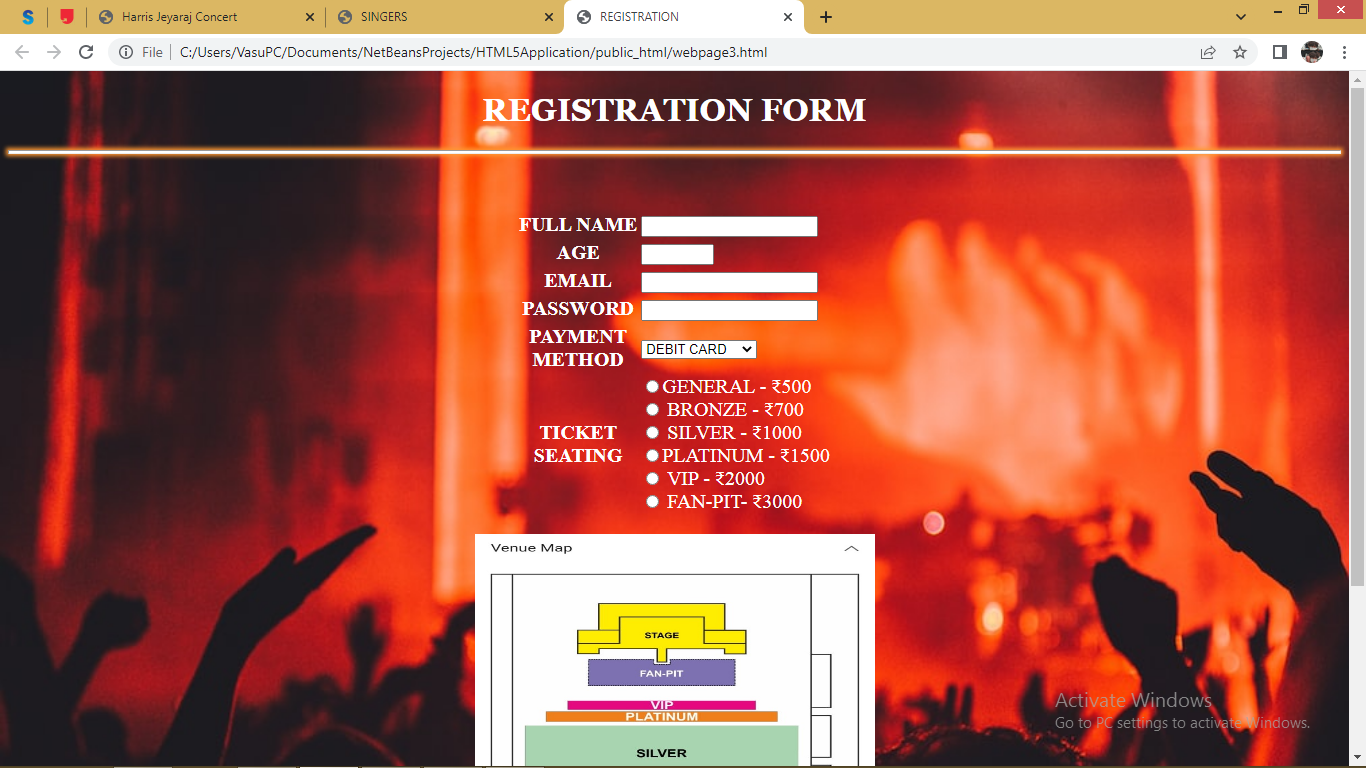 Harris Jeyaraj Concert
SINGERS
REGISTRATION
File
C:/Users/VasuPC/Documents/NetBeansProjects/HTML5Application/public_html/webpage3.html
REGISTRATION FORM
FULL NAME
AGE
EMAIL
PASSWORD
PAYMENT
METHOD
DEBIT CARD
TICKET
SEATING
GENERAL - ₹500
BRONZE - ₹700
SILVER - ₹1000
PLATINUM - ₹1500
VIP - ₹2000
FAN-PIT- ₹3000
Venue Map
STAGE
FAN-PIT
VIP
PLATINUM
SILVER
Activate Windows
Go to PC settings to activate Windows.